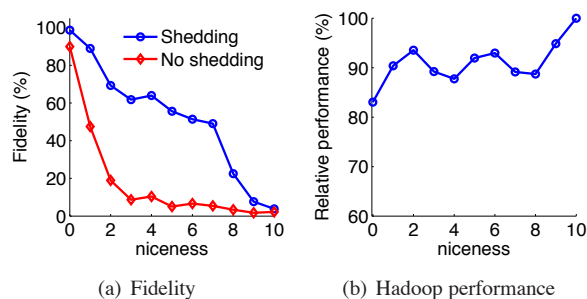 100
80
60
40
20
0
Fidelity (%)
Shedding
No shedding
0 2 4 6 8 10
niceness
(a) Fidelity
100
90
80
70
60
Relative performance (%)
0 2 4 6 8 10
niceness
(b) Hadoop performance